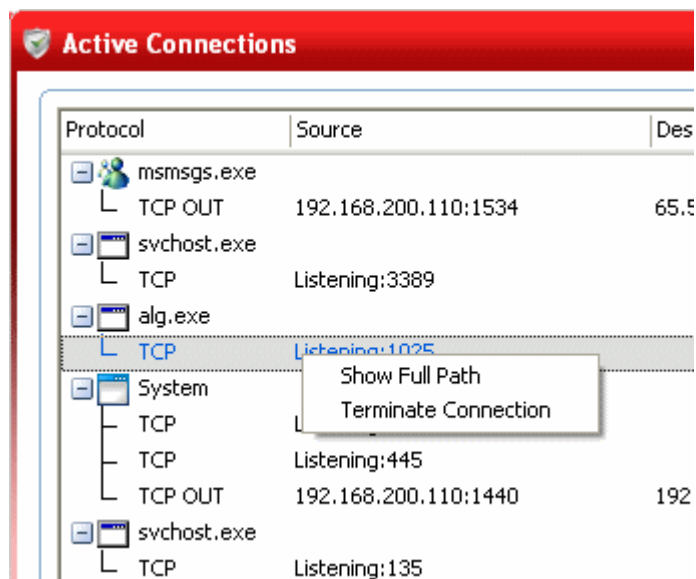 Active Connections
Protocol Source Des
msmsgs.exe
TCP OUT 192.168.200.110:1534 65.5
svchost.exe
TCP Listening:3389
alg.exe
TCP Listening:1025
Show Full Path
System
Terminate Connection
TCP
TCP Listening:445
TCP OUT 192.168.200.110:1440 192
svchost.exe
TCP Listening:135